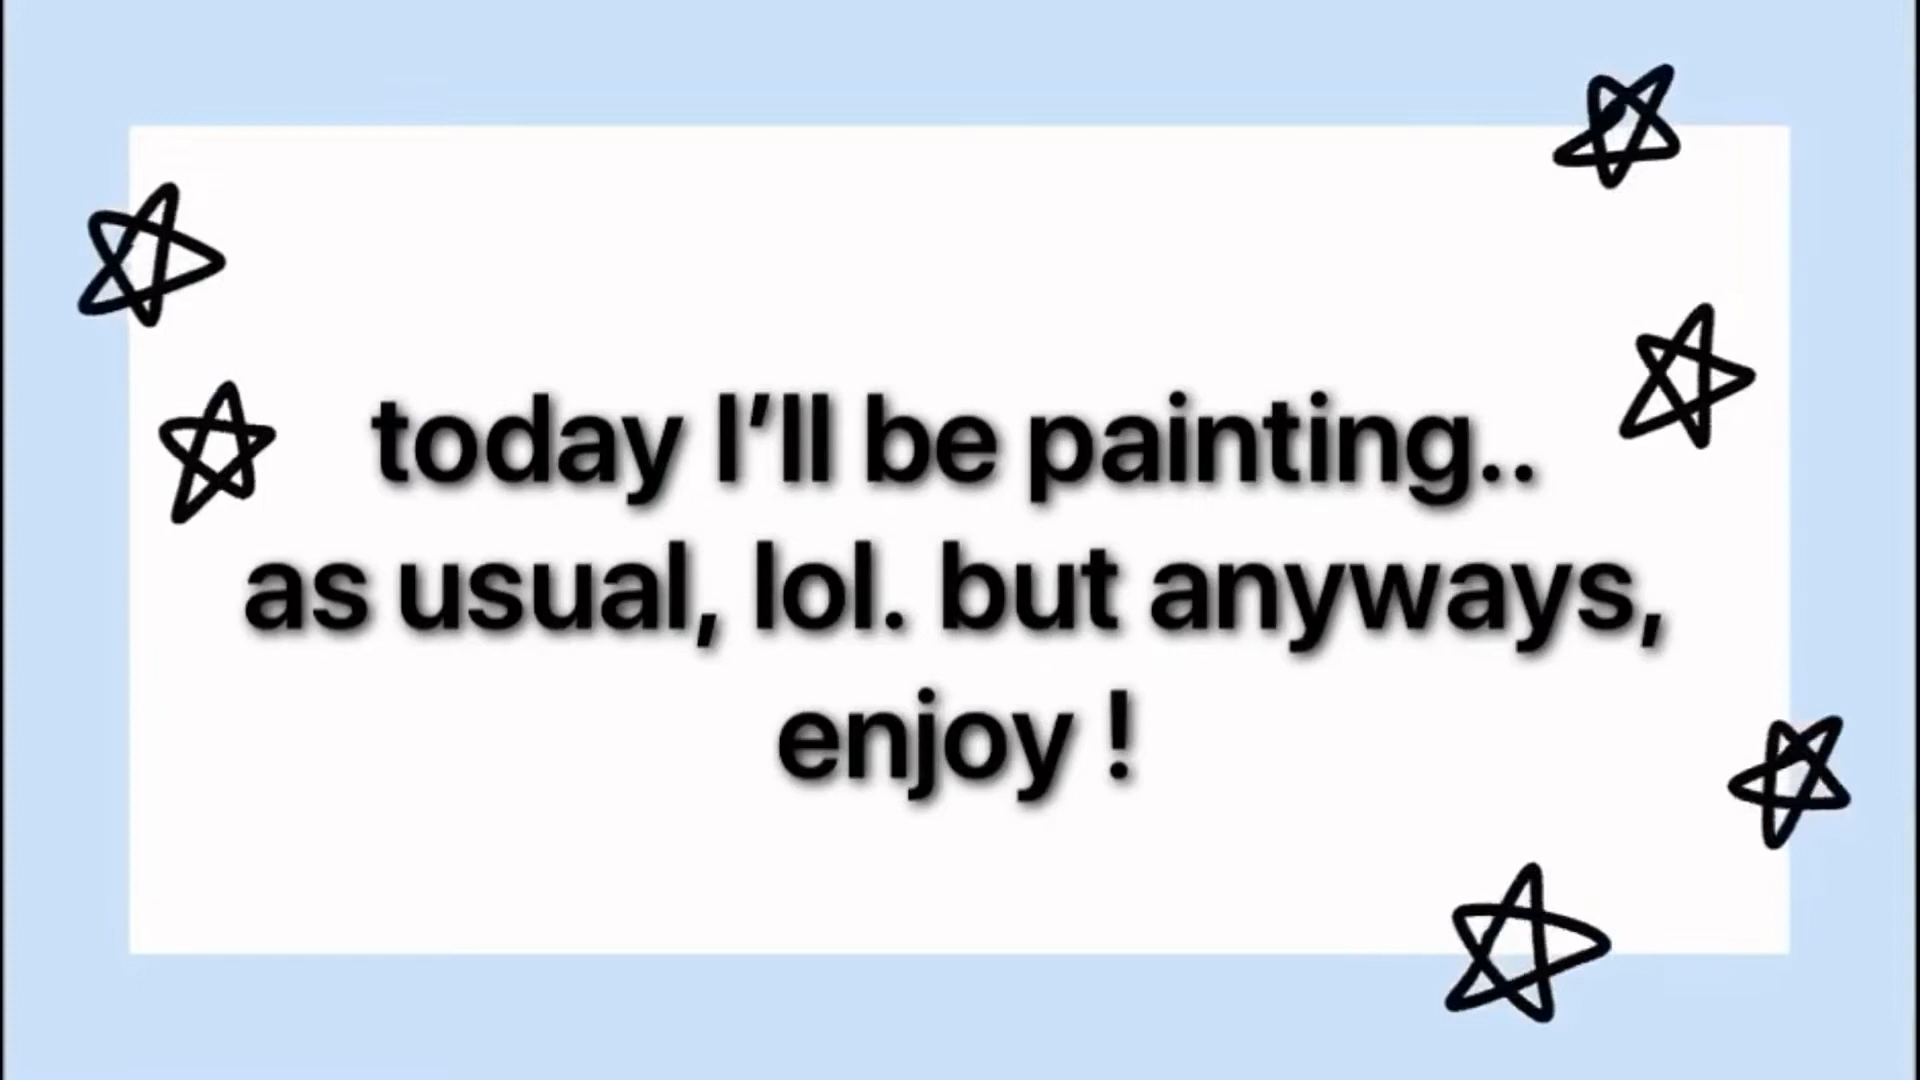 today I’ll be painting..
as usual, lol. but anyways,
enjoy !